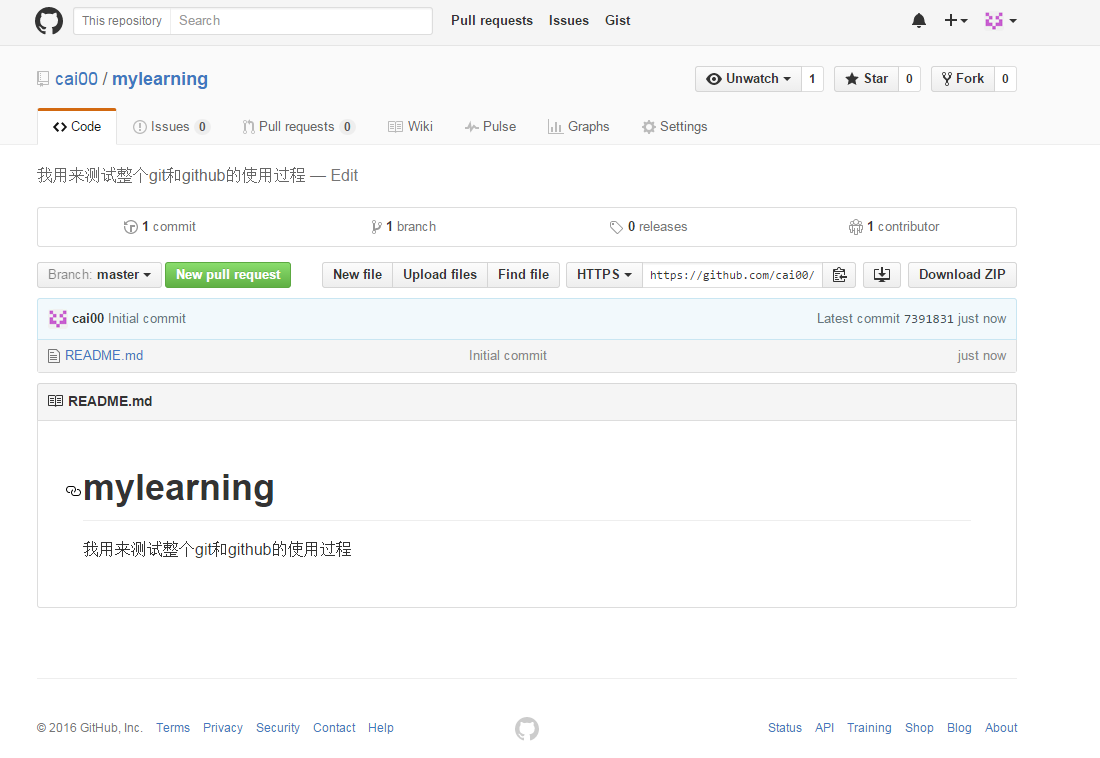 This repository Search Pull requests Issues Gist
cai00 / mylearning Unwatch 1 Star 0 Fork 0
Code Issues 0 Pull requests 0 Wiki Pulse Graphs Settings
我用来测试整个git和github的使用过程 — Edit
1 commit 1 branch 0 releases 1 contributor
Branch: master New pull request New file Upload files Find file HTTPS https://github.com/cai00/ Download ZIP
cai00 Initial commit Latest commit 7391831 just now
README.md Initial commit just now
README.md
mylearning
我用来测试整个git和github的使用过程
© 2016 GitHub, Inc. Terms Privacy Security Contact Help Status API Training Shop Blog About